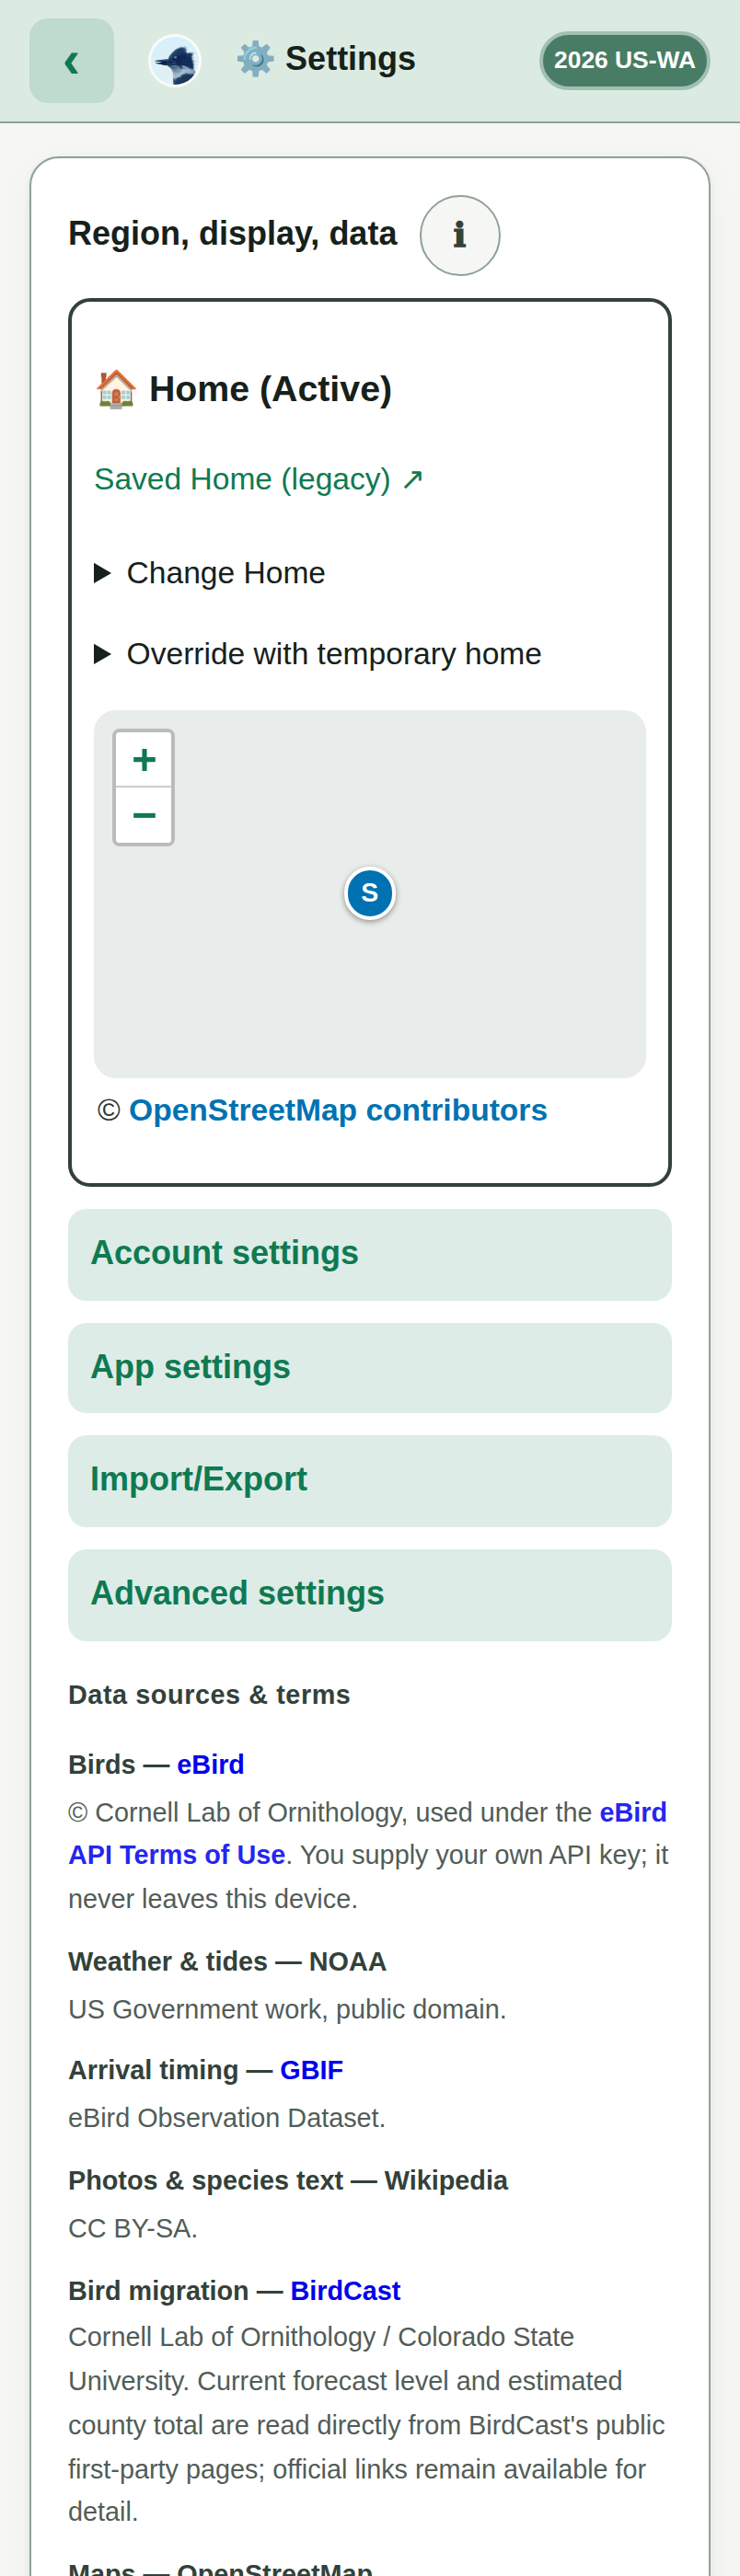 ‹
⚙️ Settings
2026 US-WA
Region, display, data
i
🏠 Home (Active)
Saved Home (legacy) ↗
▶ Change Home
▶ Override with temporary home
+
−
S
© OpenStreetMap contributors
Account settings
App settings
Import/Export
Advanced settings
Data sources & terms
Birds — eBird
© Cornell Lab of Ornithology, used under the eBird
API Terms of Use. You supply your own API key; it
never leaves this device.
Weather & tides — NOAA
US Government work, public domain.
Arrival timing — GBIF
eBird Observation Dataset.
Photos & species text — Wikipedia
CC BY-SA.
Bird migration — BirdCast
Cornell Lab of Ornithology / Colorado State
University. Current forecast level and estimated
county total are read directly from BirdCast's public
first-party pages; official links remain available for
detail.
Maps — OpenStreetMap